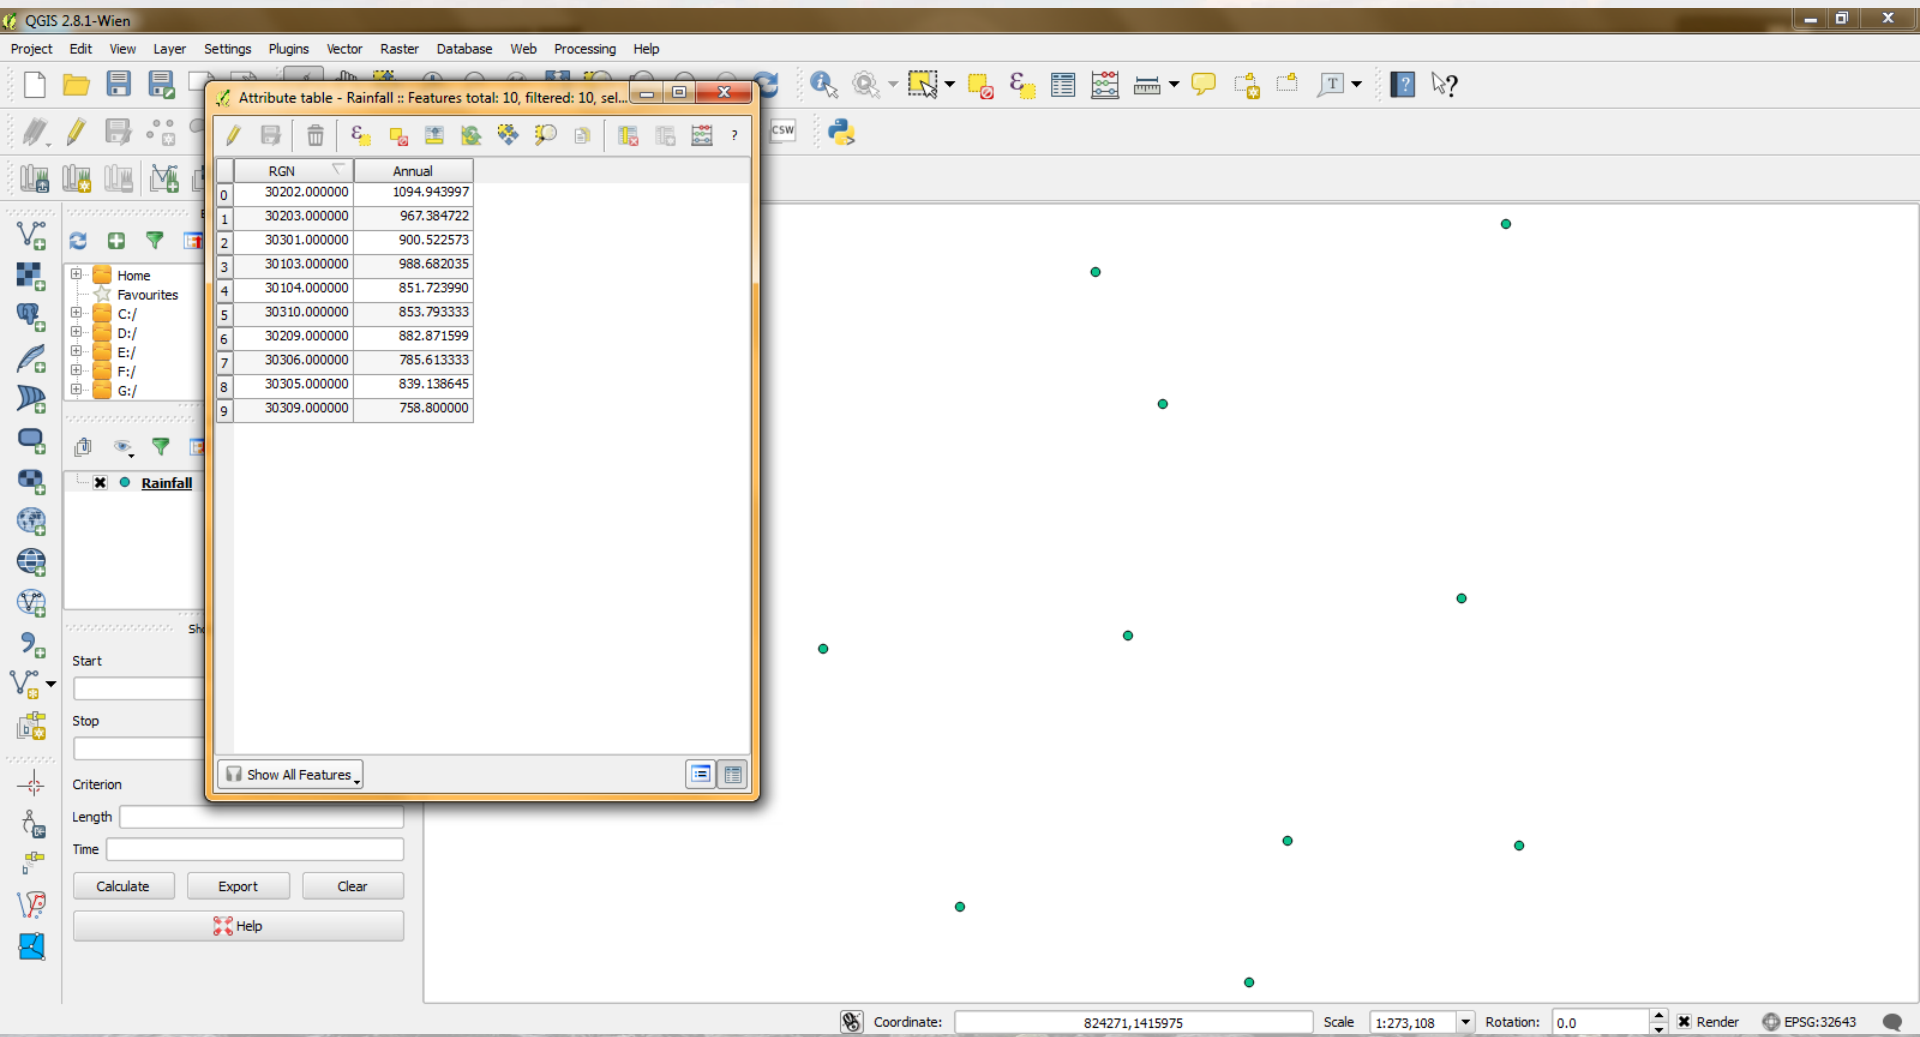 QGIS 2.8.1-Wien
Project Edit View Layer Settings Plugins Vector Raster Database Web Processing Help
Attribute table - Rainfall :: Features total: 10, filtered: 10, sel...
?
CSW
T
?
?
RGN Annual
0 30202.000000 1094.943997
1 30203.000000 967.384722
2 30301.000000 900.522573
3 30103.000000 988.682035
4 30104.000000 851.723990
5 30310.000000 853.793333
6 30209.000000 882.871599
7 30306.000000 785.613333
8 30305.000000 839.138645
9 30309.000000 758.800000
Show All Features
Home
Favourites
C:/
D:/
E:/
F:/
G:/
Rainfall
Start
Stop
Criterion
Length
Time
Calculate Export Clear
Help
Coordinate: 824271,1415975 Scale 1:273,108 Rotation: 0.0 Render EPSG:32643